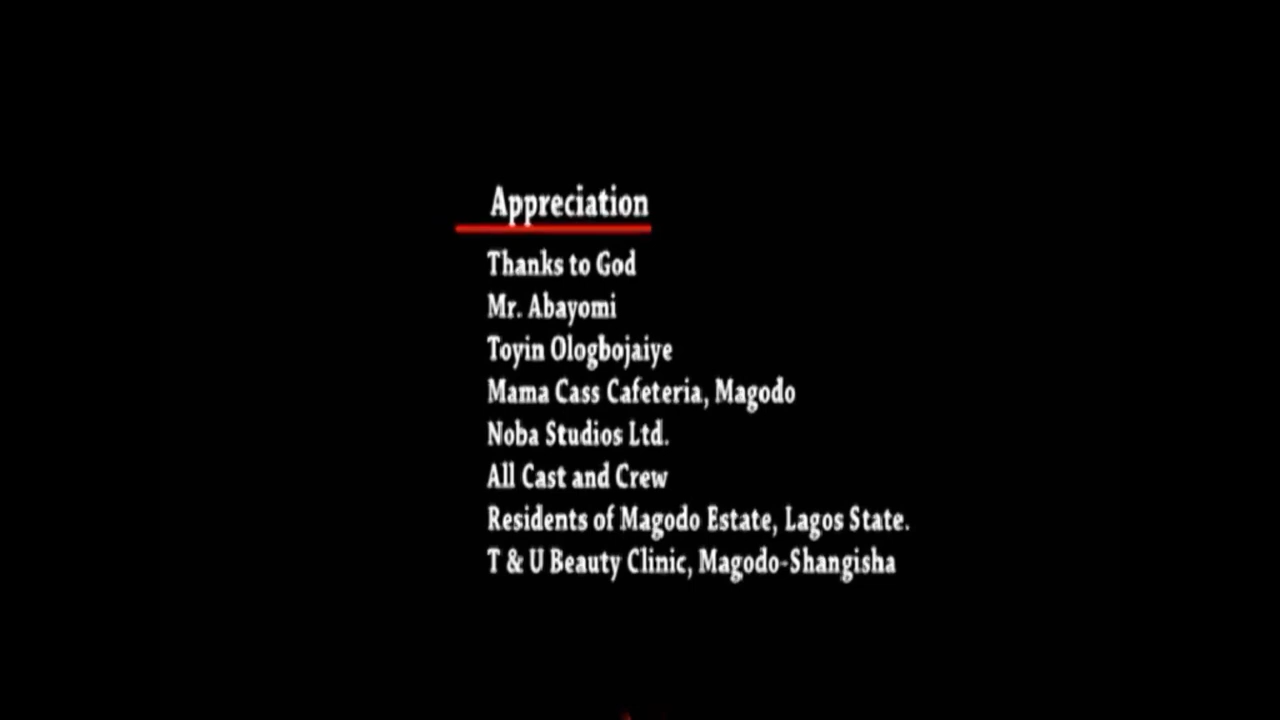 Appreciation
Thanks to God
Mr. Abayomi
Toyin Ologbojaiye
Mama Cass Cafeteria, Magodo
Noba Studios Ltd.
All Cast and Crew
Residents of Magodo Estate, Lagos State.
T & U Beauty Clinic, Magodo-Shangisha